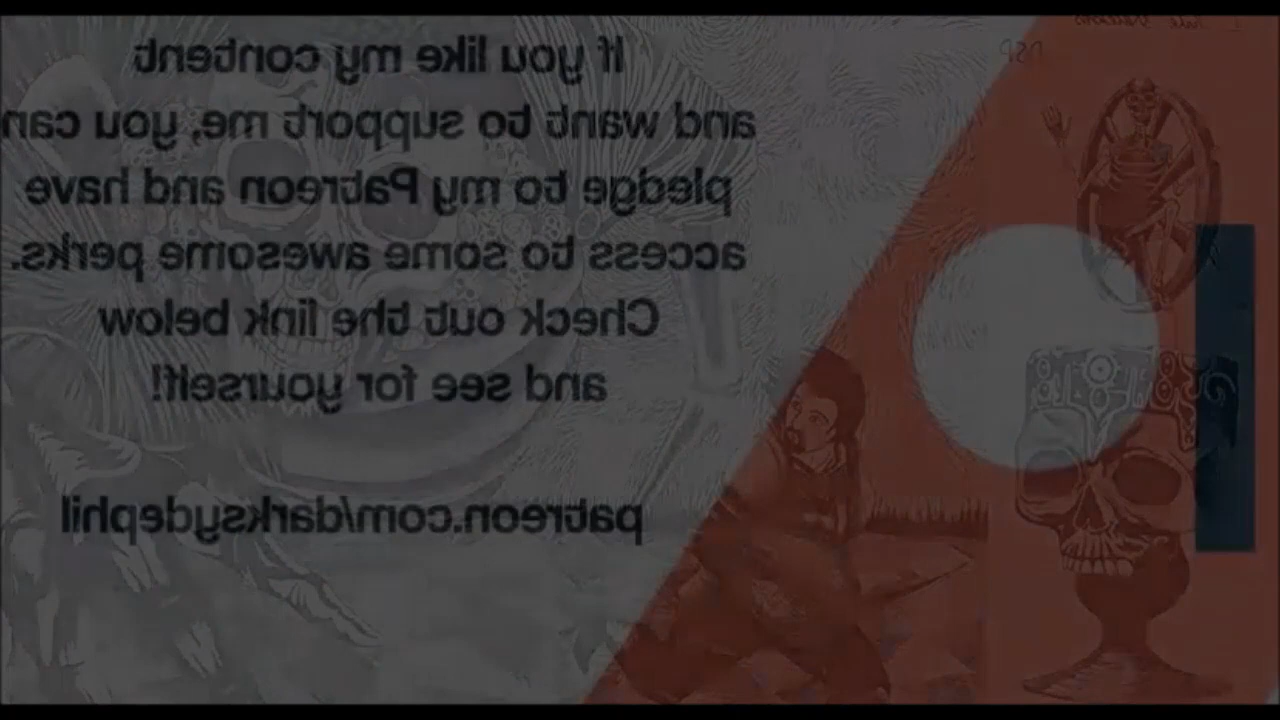 If you like my content
and want to support me, you can
pledge to my Patreon and have
access to some awesome perks.
Check out the link below
and see for yourself!
patreon.com/darksydephil
DSP